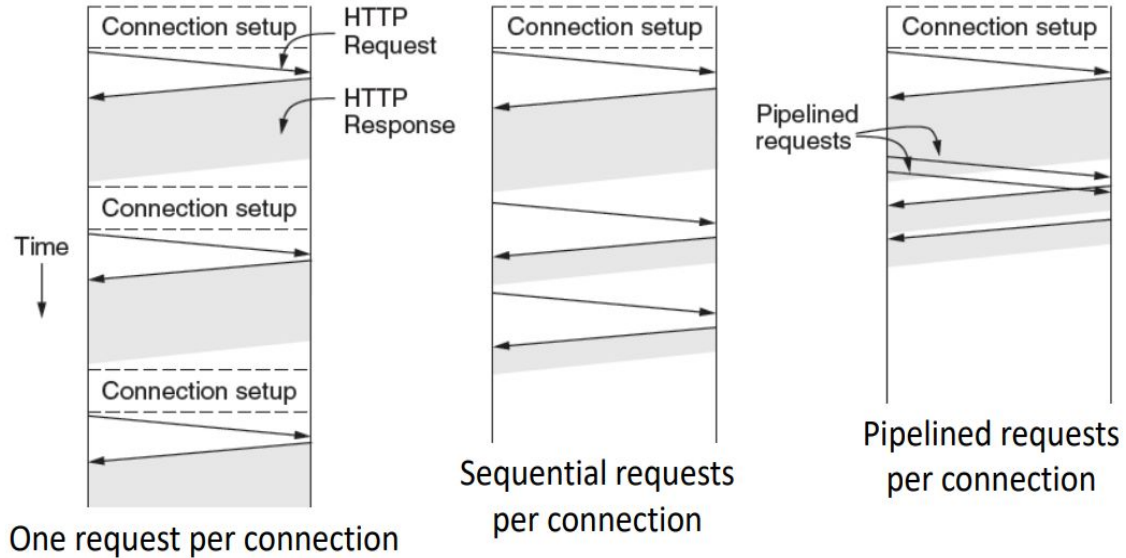 Connection setup
HTTP
Request
HTTP
Response
Connection setup
Time
Connection setup
One request per connection
Connection setup
Sequential requests
per connection
Connection setup
Pipelined
requests
Pipelined requests
per connection